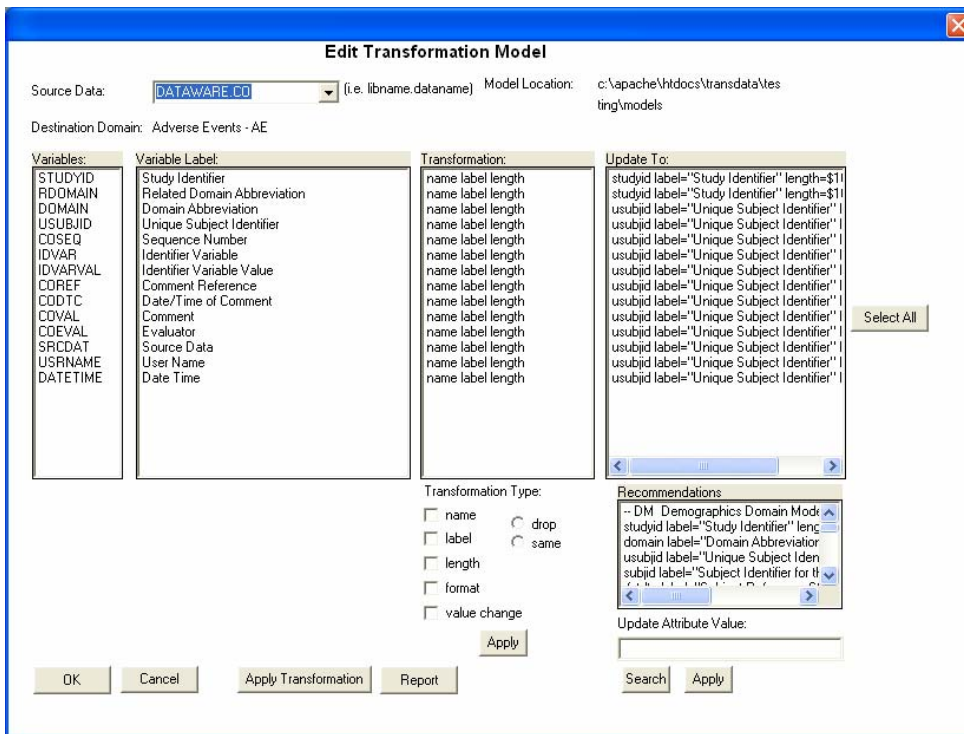 Edit Transformation Model
Source Data: DATAWARE.CO (i.e. libname.dataname) Model Location: c:\apache\htdocs\transdata\tes
ting\models
Destination Domain: Adverse Events - AE
Variables: Variable Label: Transformation: Update To:
STUDYID Study Identifier name label length studyid label="Study Identifier" length=$1
RDOMAIN Related Domain Abbreviation name label length studyid label="Study Identifier" length=$1
DOMAIN Domain Abbreviation name label length usubjid label="Unique Subject Identifier" l
USUBJID Unique Subject Identifier name label length usubjid label="Unique Subject Identifier" l
COSEQ Sequence Number name label length usubjid label="Unique Subject Identifier" l
IDVAR Identifier Variable name label length usubjid label="Unique Subject Identifier" l
IDVARVAL Identifier Variable Value name label length usubjid label="Unique Subject Identifier" l
COREF Comment Reference name label length usubjid label="Unique Subject Identifier" l
CODTC Date/Time of Comment name label length usubjid label="Unique Subject Identifier" l
COVAL Comment name label length usubjid label="Unique Subject Identifier" l
COEVAL Evaluator name label length usubjid label="Unique Subject Identifier" l
SRCDAT Source Data name label length usubjid label="Unique Subject Identifier" l
USRNAME User Name name label length usubjid label="Unique Subject Identifier" l
DATETIME Date Time name label length usubjid label="Unique Subject Identifier" l
Select All
Transformation Type:
name
label
length
format
value change
drop
same
Apply
Recommendations
-- DM Demographics Domain Mode
studyid label="Study Identifier" leng
domain label="Domain Abbreviation
usubjid label="Unique Subject Iden
subjid label="Subject Identifier for th
Update Attribute Value:
OK Cancel Apply Transformation Report Search Apply